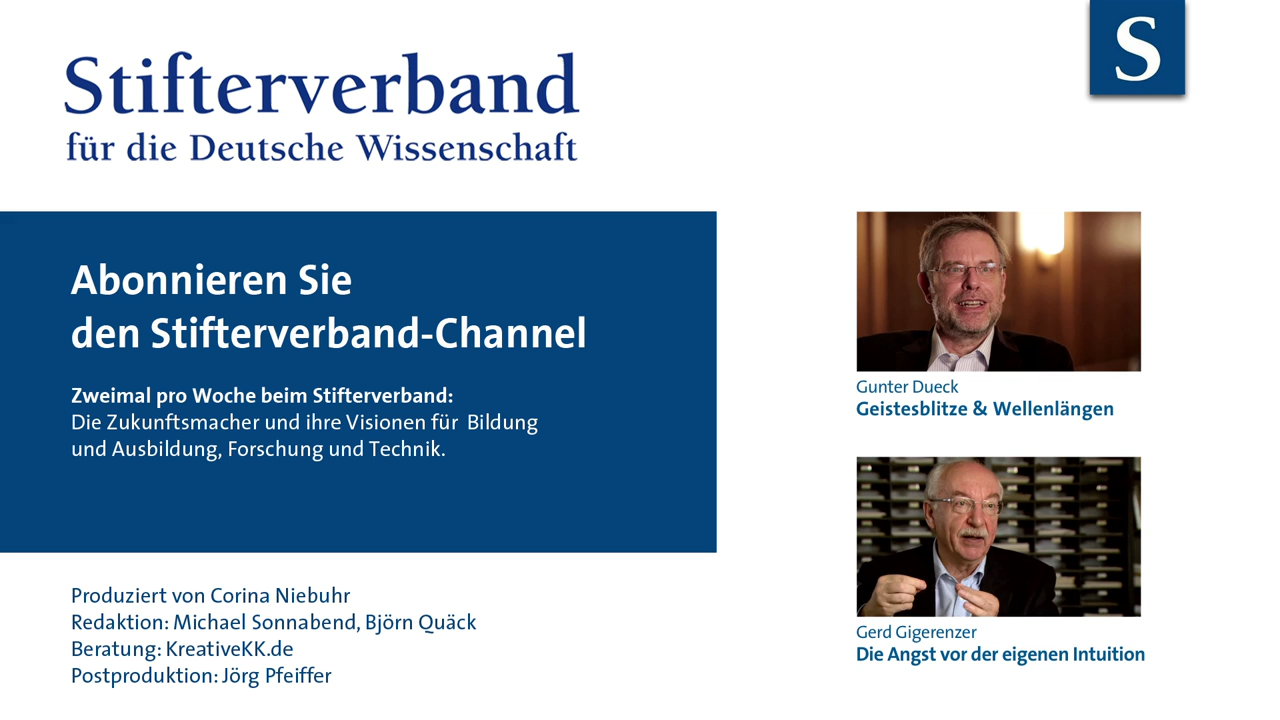 Stifterverband
für die Deutsche Wissenschaft
S
Abonnieren Sie
den Stifterverband-Channel
Zweimal pro Woche beim Stifterverband:
Die Zukunftsmacher und ihre Visionen für Bildung
und Ausbildung, Forschung und Technik.
Gunter Dueck
Geistesblitze & Wellenlängen
Gerd Gigerenzer
Die Angst vor der eigenen Intuition
Produziert von Corina Niebuhr
Redaktion: Michael Sonnabend, Björn Quäck
Beratung: KreativeKK.de
Postproduktion: Jörg Pfeiffer